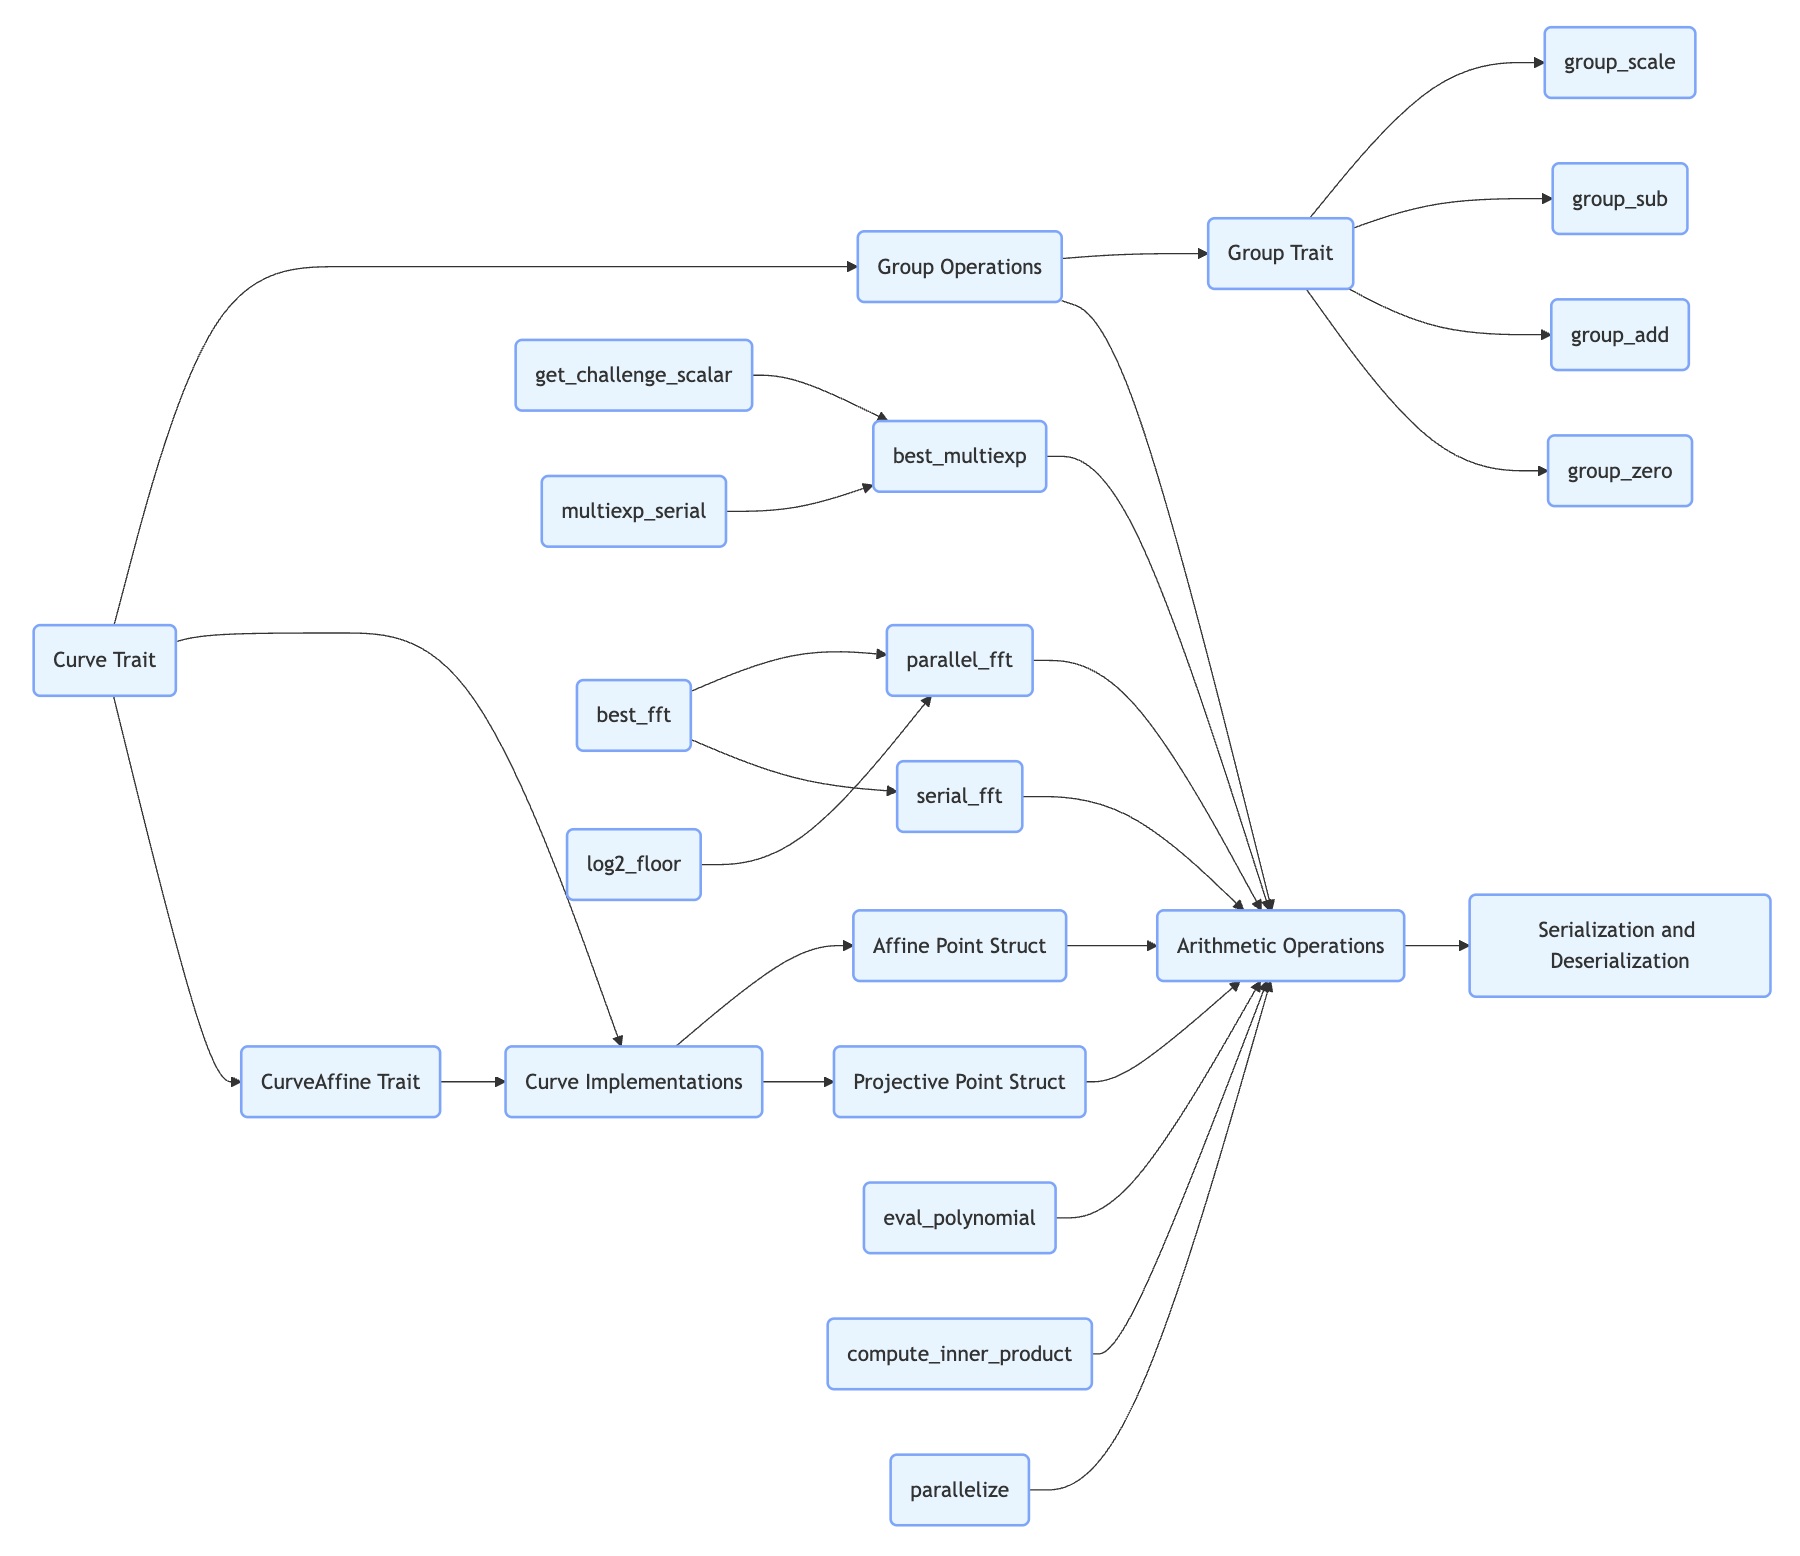 group_scale
group_sub
Group Trait
Group Operations
group_add
get_challenge_scalar
best_multiexp
group_zero
multiexp_serial
Curve Trait
parallel_fft
best_fft
serial_fft
log2_floor
Affine Point Struct
Arithmetic Operations
Serialization and
Deserialization
CurveAffine Trait
Curve Implementations
Projective Point Struct
eval_polynomial
compute_inner_product
parallelize